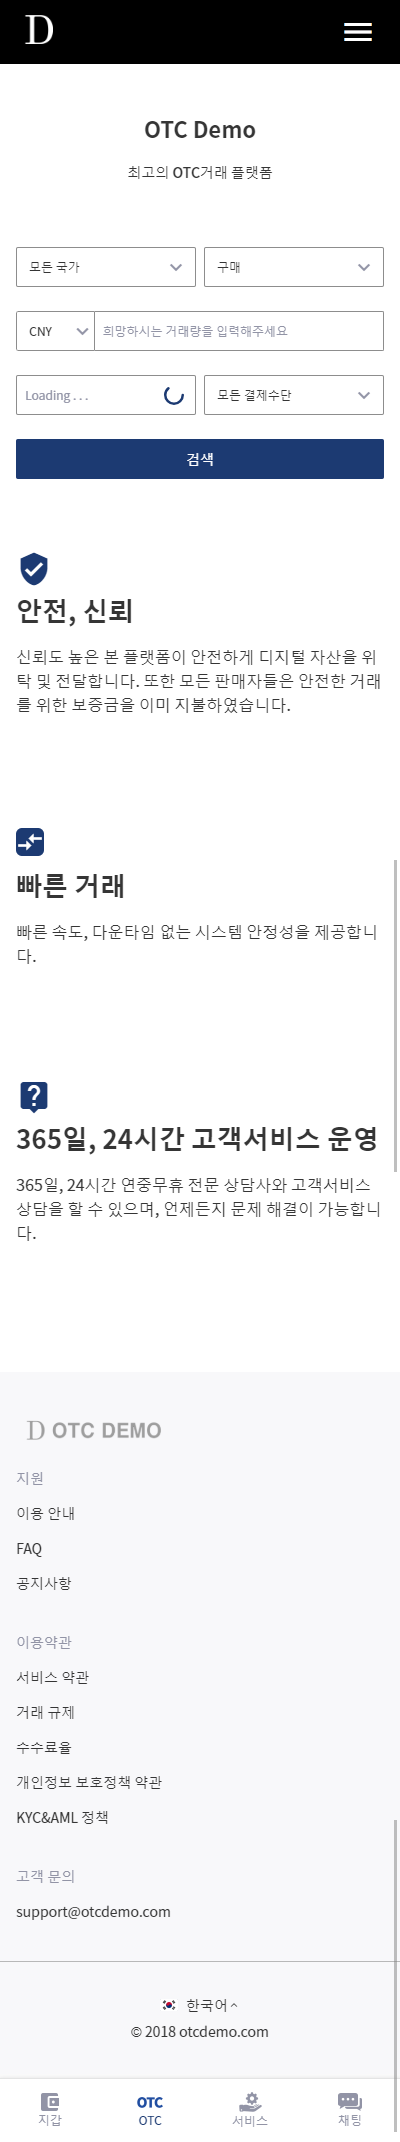 D
OTC Demo
최고의 OTC거래 플랫폼
모든 국가
구매
CNY
희망하시는 거래량을 입력해주세요
Loading . . .
모든 결제수단
검색
안전, 신뢰
신뢰도 높은 본 플랫폼이 안전하게 디지털 자산을 위
탁 및 전달합니다. 또한 모든 판매자들은 안전한 거래
를 위한 보증금을 이미 지불하였습니다.
빠른 거래
빠른 속도, 다운타임 없는 시스템 안정성을 제공합니
다.
?
365일, 24시간 고객서비스 운영
365일, 24시간 연중무휴 전문 상담사와 고객서비스
상담을 할 수 있으며, 언제든지 문제 해결이 가능합니
다.
D OTC DEMO
지원
이용 안내
FAQ
공지사항
이용약관
서비스 약관
거래 규제
수수료율
개인정보 보호정책 약관
KYC&AML 정책
고객 문의
support@otcdemo.com
한국어
© 2018 otcdemo.com
OTC
지갑
OTC
서비스
채팅